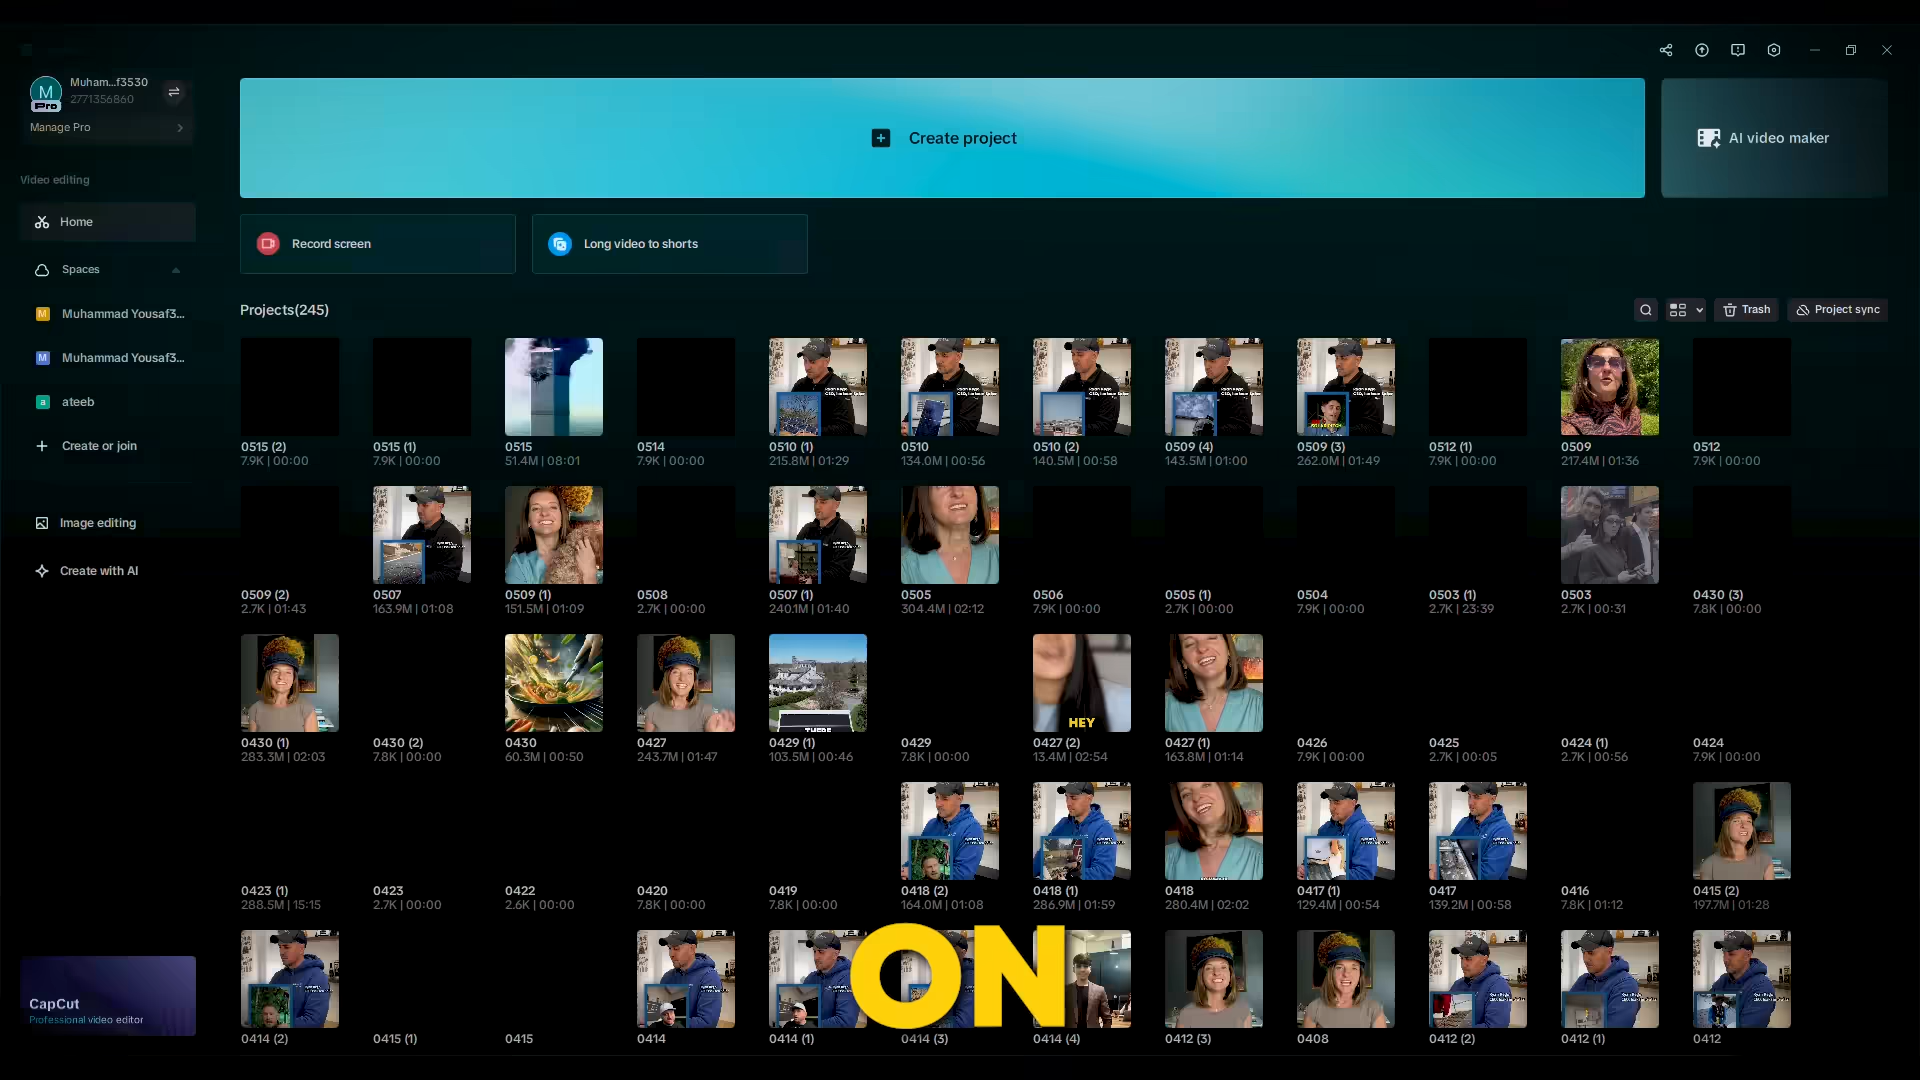 M
Pro
Muham...f3530
2771356860
Manage Pro
Video editing
Home
Spaces
M Muhammad Yousaf3...
M Muhammad Yousaf3...
a ateeb
Create or join
Image editing
Create with AI
CapCut
Professional video editor
Create project
AI video maker
Record screen
Long video to shorts
Projects(245)
Trash
Project sync
0515 (2) 0515 (1) 0515 0514 0510 (1) 0510 0510 (2) 0509 (4) 0509 (3) 0512 (1) 0509 0512
7.9K | 00:00 7.9K | 00:00 51.4M | 08:01 7.9K | 00:00 215.8M | 01:29 134.0M | 00:56 140.5M | 00:58 143.5M | 01:00 262.0M | 01:49 7.9K | 00:00 217.4M | 01:36 7.9K | 00:00
0509 (2) 0507 0509 (1) 0508 0507 (1) 0505 0506 0505 (1) 0504 0503 (1) 0503 0430 (3)
2.7K | 01:43 163.9M | 01:08 151.5M | 01:09 2.7K | 00:00 240.1M | 01:40 304.4M | 02:12 7.9K | 00:00 2.7K | 00:00 7.9K | 00:00 2.7K | 23:39 2.7K | 00:31 7.8K | 00:00
THERE
HEY
0430 (1) 0430 (2) 0430 0427 0429 (1) 0429 0427 (2) 0427 (1) 0426 0425 0424 (1) 0424
283.3M | 02:03 7.8K | 00:00 60.3M | 00:50 243.7M | 01:47 103.5M | 00:46 7.8K | 00:00 13.4M | 02:54 163.8M | 01:14 7.9K | 00:00 2.7K | 00:05 2.7K | 00:56 7.9K | 00:00
0423 (1) 0423 0422 0420 0419 0418 (2) 0418 (1) 0418 0417 (1) 0417 0416 0415 (2)
288.5M | 15:15 2.7K | 00:00 2.6K | 00:00 7.8K | 00:00 7.8K | 00:00 164.0M | 01:08 286.9M | 01:59 280.4M | 02:02 129.4M | 00:54 139.2M | 00:58 7.8K | 01:12 197.7M | 01:28
ON
0414 (2) 0415 (1) 0415 0414 0414 (1) 0414 (3) 0414 (4) 0412 (3) 0408 0412 (2) 0412 (1) 0412